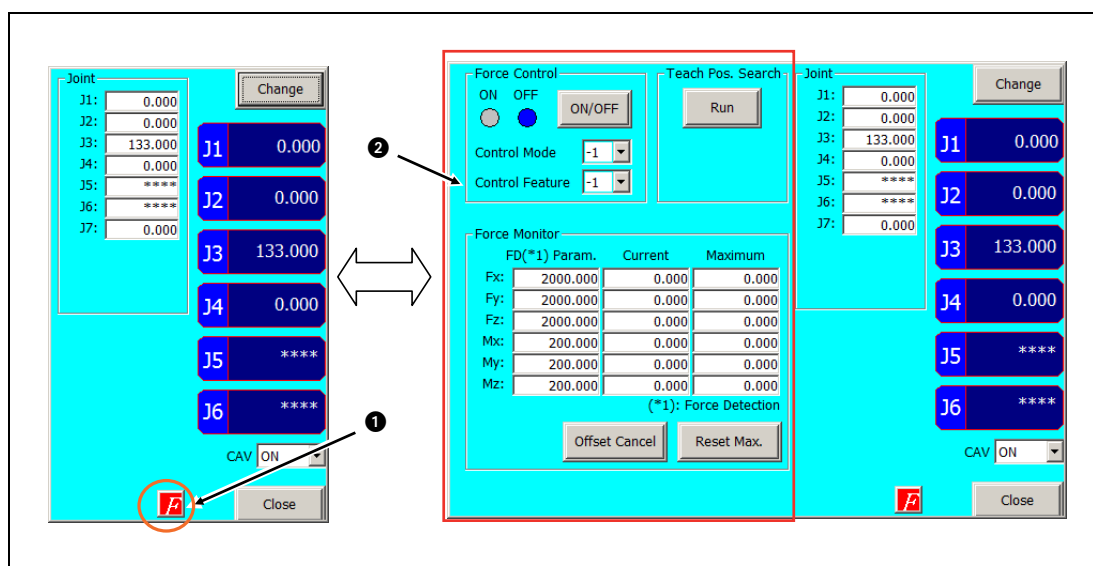 Joint
Change
J1: 0.000
J2: 0.000
J3: 133.000
J4: 0.000
J5: ****
J6: ****
J7: 0.000
J1 0.000
J2 0.000
J3 133.000
J4 0.000
J5 ****
J6 ****
CAV ON
F
Close
❶
❷
Force Control
ON OFF
ON/OFF
Control Mode -1
Control Feature -1
Teach Pos. Search
Run
Force Monitor
FD(*1) Param. Current Maximum
Fx: 2000.000 0.000 0.000
Fy: 2000.000 0.000 0.000
Fz: 2000.000 0.000 0.000
Mx: 200.000 0.000 0.000
My: 200.000 0.000 0.000
Mz: 200.000 0.000 0.000
(*1): Force Detection
Offset Cancel Reset Max.
Joint
Change
J1: 0.000
J2: 0.000
J3: 133.000
J4: 0.000
J5: ****
J6: ****
J7: 0.000
J1 0.000
J2 0.000
J3 133.000
J4 0.000
J5 ****
J6 ****
CAV ON
F
Close